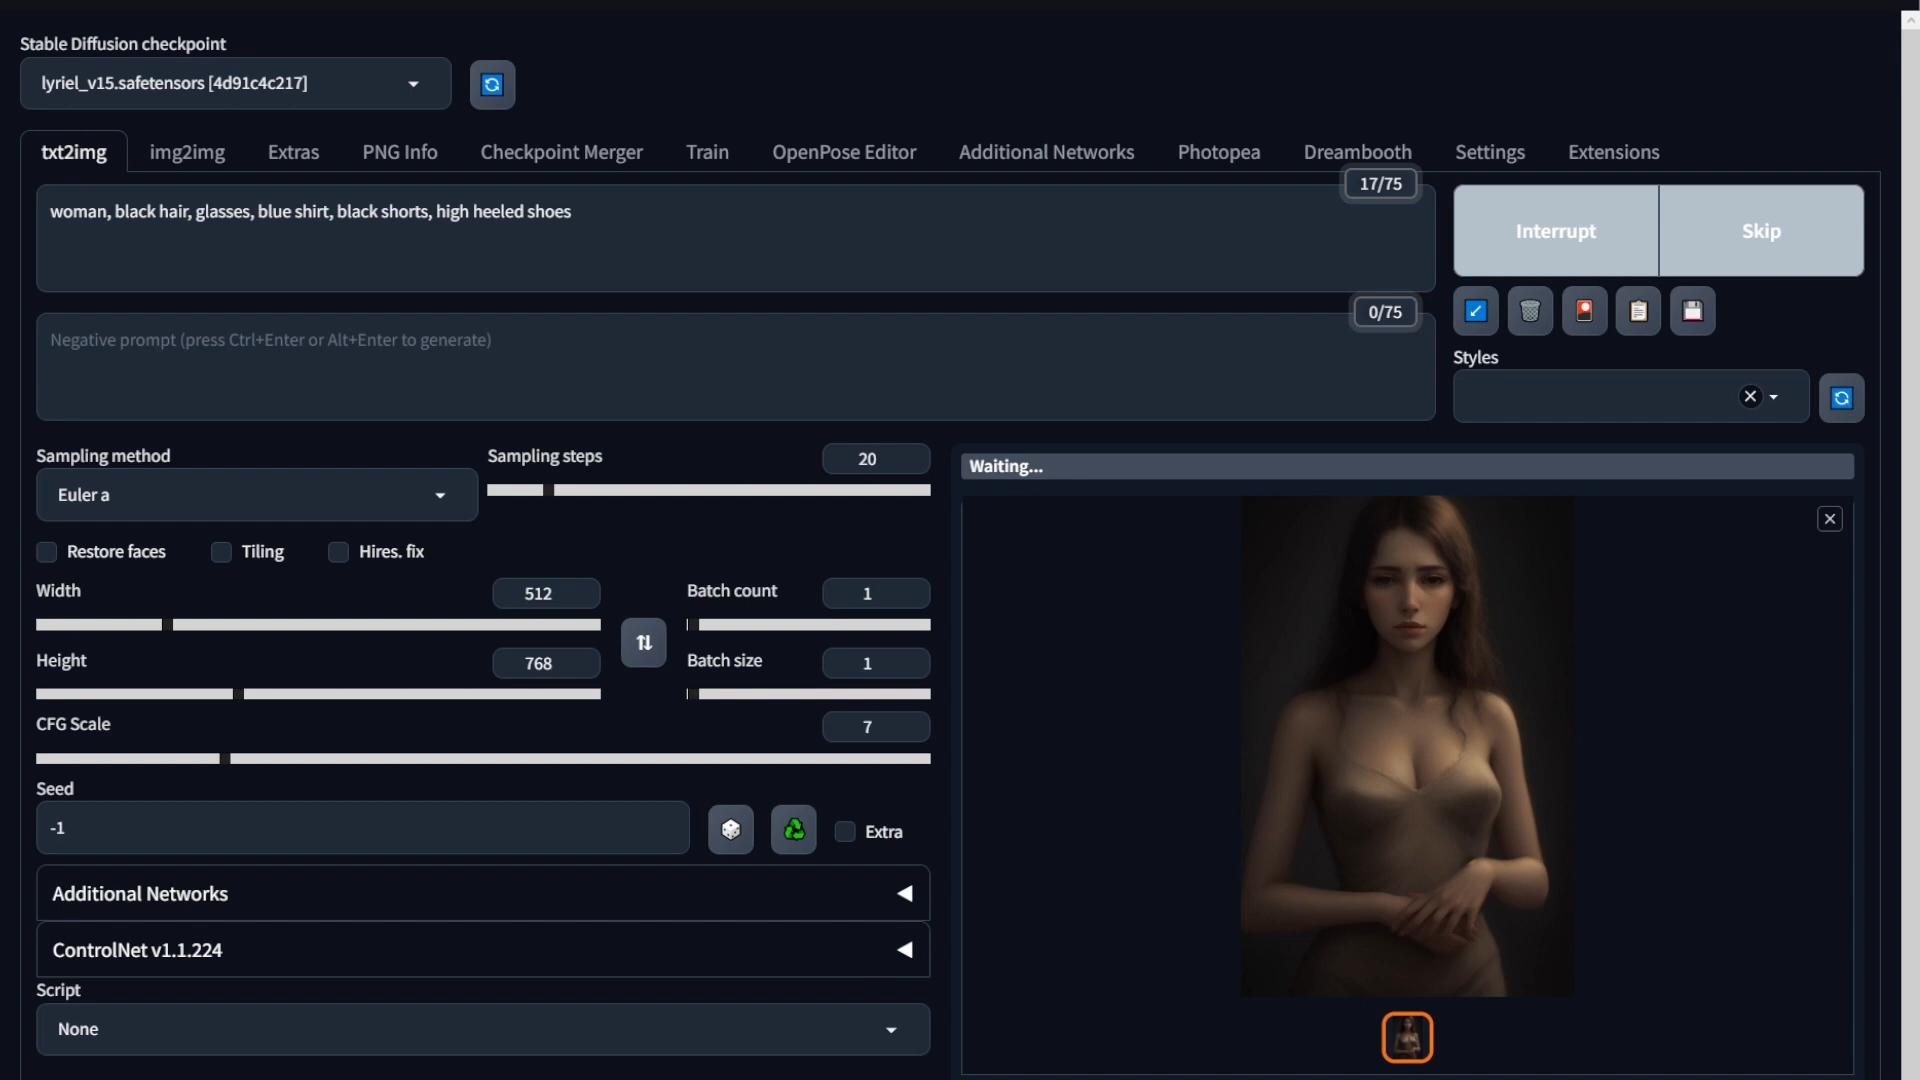 Stable Diffusion checkpoint
lyriel_v15.safetensors [4d91c4c217]
txt2img img2img Extras PNG Info Checkpoint Merger Train OpenPose Editor Additional Networks Photopea Dreambooth Settings Extensions
17/75
woman, black hair, glasses, blue shirt, black shorts, high heeled shoes
Interrupt Skip
0/75
Negative prompt (press Ctrl+Enter or Alt+Enter to generate)
Styles
Sampling method
Euler a
Sampling steps 20
Restore faces Tiling Hires. fix
Width 512
Batch count 1
Height 768
Batch size 1
CFG Scale 7
Seed
-1
Extra
Additional Networks
ControlNet v1.1.224
Script
None
Waiting...